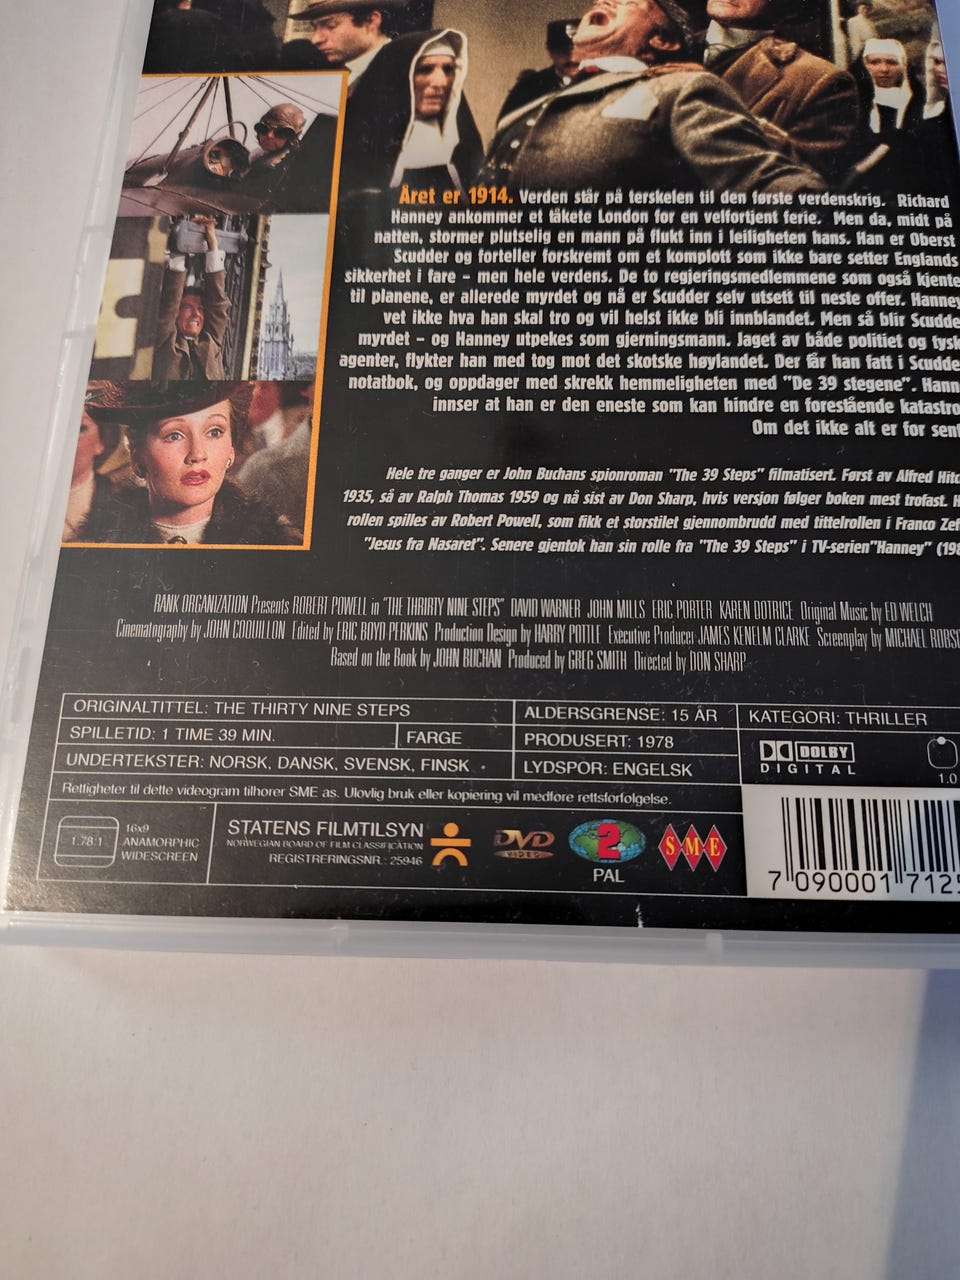 Året er 1914. Verden står på terskelen til den første verdenskrig. Richard
Hanney ankommer et tåkete London for en velfortjent ferie. Men da, midt på
natten, stormer plutselig en mann på flukt inn i leiligheten hans. Han er Oberst
Scudder og forteller forskremt om et komplott som ikke bare setter Englands
sikkerhet i fare – men hele verdens. De to regjeringsmedlemmene som også kjente
til planene, er allerede myrdet og nå er Scudder selv utsett til neste offer. Hanney
vet ikke hva han skal tro og vil helst ikke bli innblandet. Men så blir Scudde
myrdet – og Hanney utpekes som gjerningsmann. Jaget av både politiet og tysk
agenter, flykter han med tog mot det skotske høylandet. Der får han fatt i Scudde
notatbok, og oppdager med skrekk hemmeligheten med "De 39 stegene". Hann
innser at han er den eneste som kan hindre en forestående katastro
Om det ikke alt er for sent
Hele tre ganger er John Buchans spionroman "The 39 Steps" filmatisert. Først av Alfred Hitc
1935, så av Ralph Thomas 1959 og nå sist av Don Sharp, hvis versjon følger boken mest trofast. H
rollen spilles av Robert Powell, som fikk et storstilet gjennombrudd med tittelrollen i Franco Zef
"Jesus fra Nasaret". Senere gjentok han sin rolle fra "The 39 Steps" i TV-serien"Hanney" (198
RANK ORGANIZATION Presents ROBERT POWELL in "THE THRIRTY NINE STEPS" DAVID WARNER JOHN MILLS ERIC PORTER KAREN DOTRICE Original Music by ED WELCH
Cinematography by JOHN COQUILLON Edited by ERIC BOYD PERKINS Production Design by HARRY POTTLE Executive Producer JAMES KENELM CLARKE Screenplay by MICHAEL ROBSO
Based on the Book by JOHN BUCHAN Produced by GREG SMITH Directed by DON SHARP
ORIGINALTITTEL: THE THIRTY NINE STEPS ALDERSGRENSE: 15 ÅR KATEGORI: THRILLER
SPILLETID: 1 TIME 39 MIN. FARGE PRODUSERT: 1978
UNDERTEKSTER: NORSK, DANSK, SVENSK, FINSK LYDSPOR: ENGELSK
DOLBY
DIGITAL
1.0
Rettigheter til dette videogram tilhorer SME as. Ulovlig bruk eller kopiering vil medføre rettsforfølgelse.
1.78:1
16x9
ANAMORPHIC
WIDESCREEN
STATENS FILMTILSYN
NORWEGIAN BOARD OF FILM CLASSIFICATION
REGISTRERINGSNR.: 25946
DVD
VIDEO
2
PAL
S·M·E
7 090001 7125